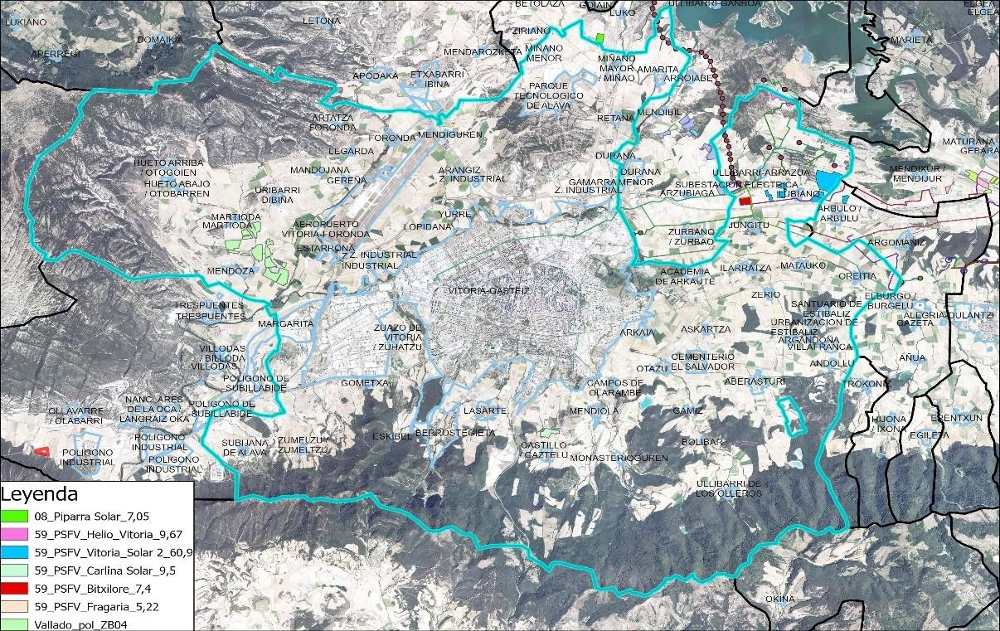 BETOLAZA
GOIAIN
LUKO
ULLIBARRI-GANBOA
ELGEA
ELGEA
LUKIANO
LETONA
DOMAIKIA
APERREGI
ZIRIANO
MENDAROZKETA
MIÑANO
MENOR
MARIETA
MIÑANO
MAYOR
/ MIÑAO
AMARITA
ARROIABE
APODAKA
ETXABARRI
IBINA
PARQUE
TECNOLOGICO
DE ALAVA
RETANA
MENDIBIL
ARTATZA
FORONDA
FORONDA
MENDIGUREN
LEGARDA
MATURANA
GEBARA
DURANA
DURANA
HUETO ARRIBA
/ OTOGOIEN
HUETO ABAJO
/ OTOBARREN
MANDOJANA
GEREÑA
ARANGIZ
Z. INDUSTRIAL
GAMARRA MENOR
Z. INDUSTRIAL
ULLIBARRI-ARRAZUA
SUBESTACION ELECTRICA
ARZUBIAGA
LUBIANO
MENDIXUR /
MENDIJUR
URIBARRI
DIBIÑA
YURRE
LOPIDANA
ARBULO /
ARBULU
MARTIODA
MARTIODA
AEROPUERTO
VITORIA-FORONDA
ZURBANO
/ ZURBAO
JUNGITU
ESTARRONA
Z. INDUSTRIAL
INDUSTRIAL
ARGOMANIZ
MENDOZA
ACADEMIA
DE ARKAUTE
ILARRATZA
MATAUKO
OREITIA
VITORIA-GASTEIZ
ZERIO
ELBURGO /
BURGELU
TRESPUENTES
TRESPUENTES
SANTUARIO DE
ESTIBALIZ
ALEGRIA-DULANTZI
GAZETA
MARGARITA
ZUAZO DE
VITORIA
ZUHATZU
ARKAIA
ASKARTZA
URBANIZACION DE
ESTIBALIZ
ARGANDOÑA
VILLAFRANCA
VILLODAS
/ BILLODA
VILLODAS
CEMENTERIO
EL SALVADOR
OTAZU
ANDOLLU
AÑUA
POLIGONO DE
SUBILLABIDE
GOMETXA
CAMPOS DE
OLARAMBE
ABERASTURI
TROKONIZ
NANCLARES
DE LA OCA
LANGRAIZ OKA
POLIGONO DE
SUBILLABIDE
OLLAVARRE
/ OLABARRI
LASARTE
MENDIOLA
GAMIZ
HIJONA
/ IXONA
ERENTXUN
EGILETA
POLIGONO
INDUSTRIAL
ESKIBEL
BERROSTEGIETA
SUBIJANA
DE ALAVA
ZUMELZU /
ZUMELTZU
CASTILLO
/ GAZTELU
BOLIBAR
POLIGONO
INDUSTRIAL
POLIGONO
INDUSTRIAL
MONASTERIOGUREN
ULLIBARRI DE
LOS OLLEROS
OKINA
Leyenda
08_Piparra Solar_7,05
59_PSFV_Helio_Vitoria_9,67
59_PSFV_Vitoria_Solar 2_60,9
59_PSFV_Carlina Solar_9,5
59_PSFV_Bitxilore_7,4
59_PSFV_Fragaria_5,22
Vallado_pol_ZB04